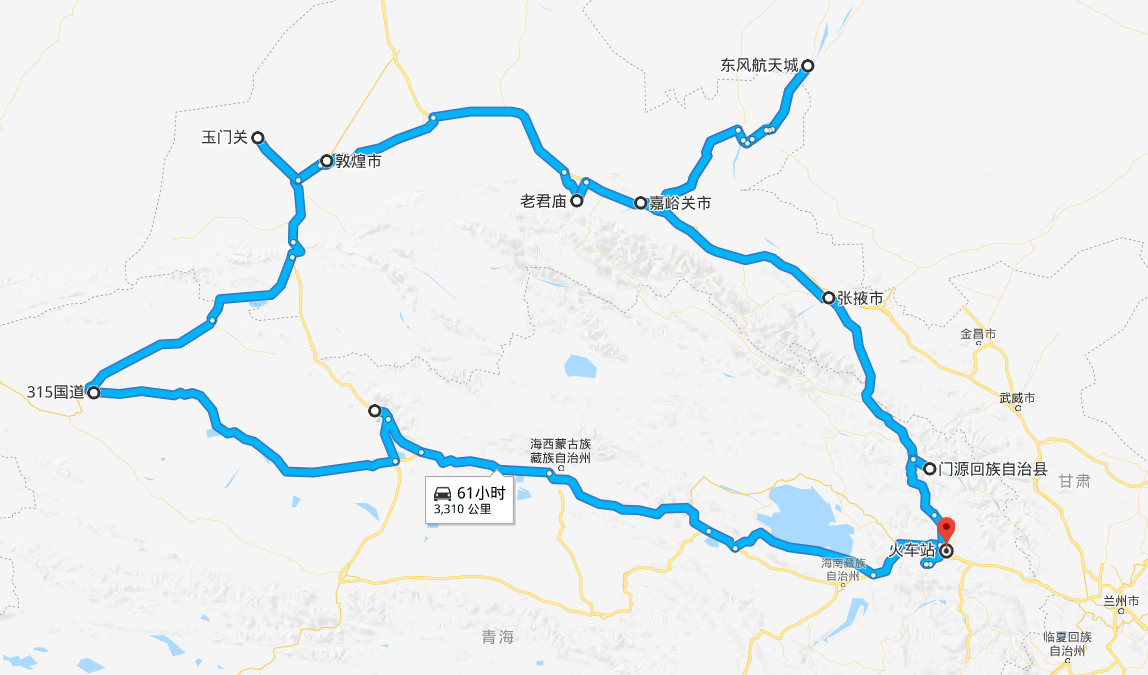 东风航天城
玉门关
敦煌市
老君庙
嘉峪关市
张掖市
金昌市
315国道
武威市
海西蒙古族
藏族自治州
门源回族自治县
甘肃
61小时
3,310 公里
火车站
海南藏族
自治州
兰州市
青海
临夏回族
自治州